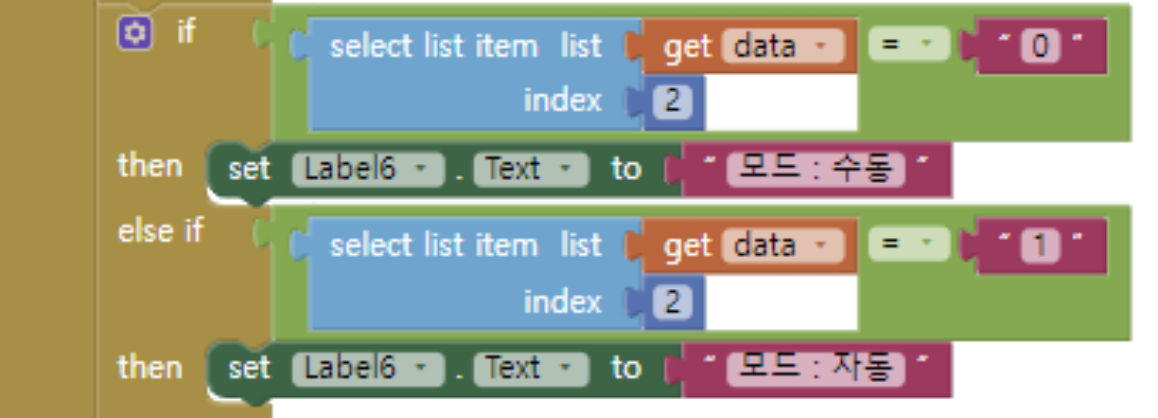 if select list item list get data = " 0 "
index 2
then set Label6 . Text to " 모드 : 수동 "
else if select list item list get data = " 1 "
index 2
then set Label6 . Text to " 모드 : 자동 "